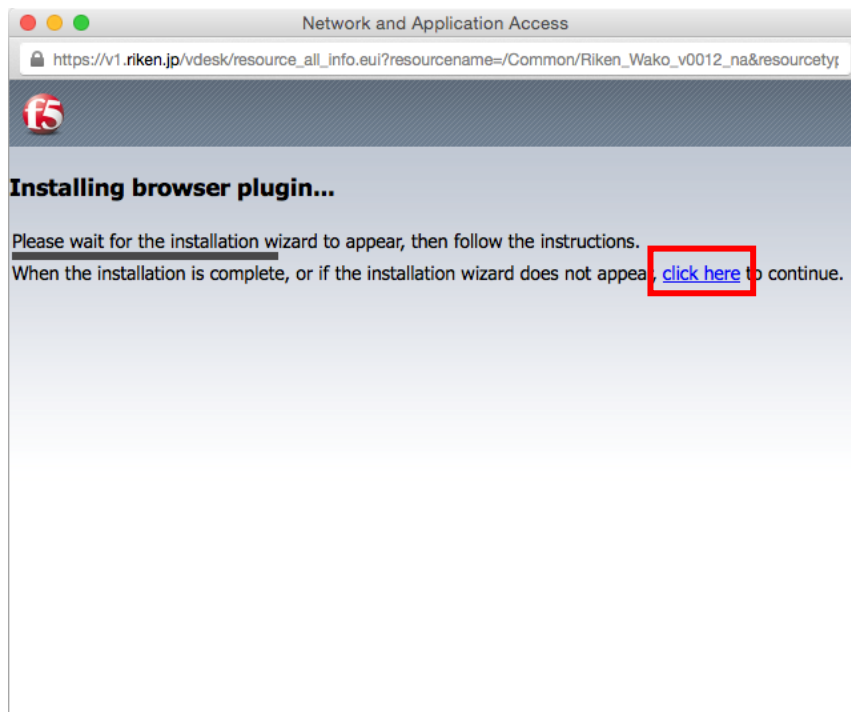 Network and Application Access
https://v1.riken.jp/vdesk/resource_all_info.eui?resourcename=/Common/Riken_Wako_v0012_na&resourcetyp
f5
Installing browser plugin...
Please wait for the installation wizard to appear, then follow the instructions.
When the installation is complete, or if the installation wizard does not appear, click here to continue.